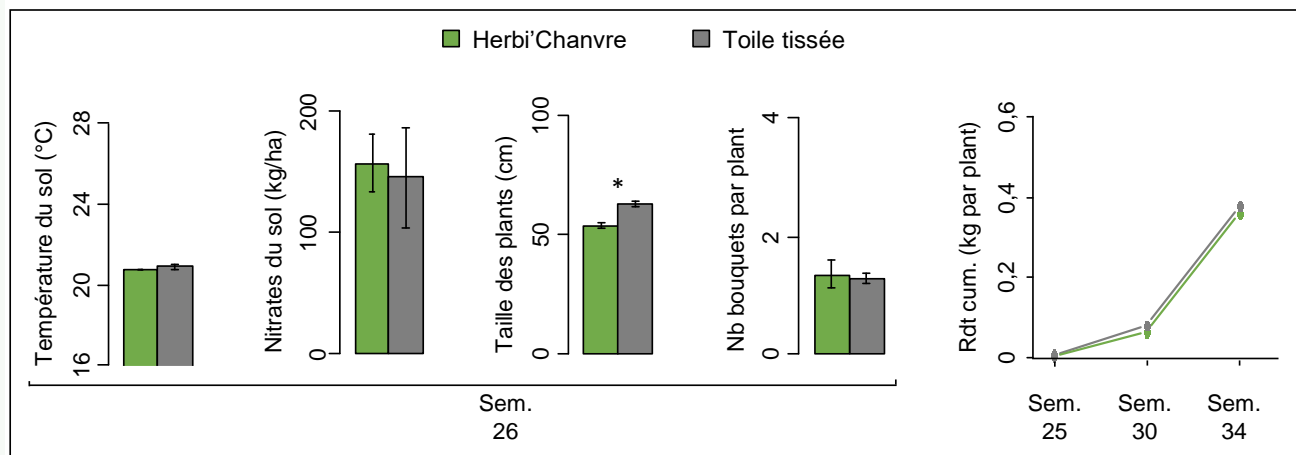 Herbi’Chanvre
Toile tissée
Température du sol (°C)
28
24
20
16
Nitrates du sol (kg/ha)
200
100
0
Taille des plants (cm)
100
50
0
*
Nb bouquets par plant
4
2
0
Rdt cum. (kg par plant)
0,6
0,4
0,2
0
Sem.
26
Sem.
25
Sem.
30
Sem.
34